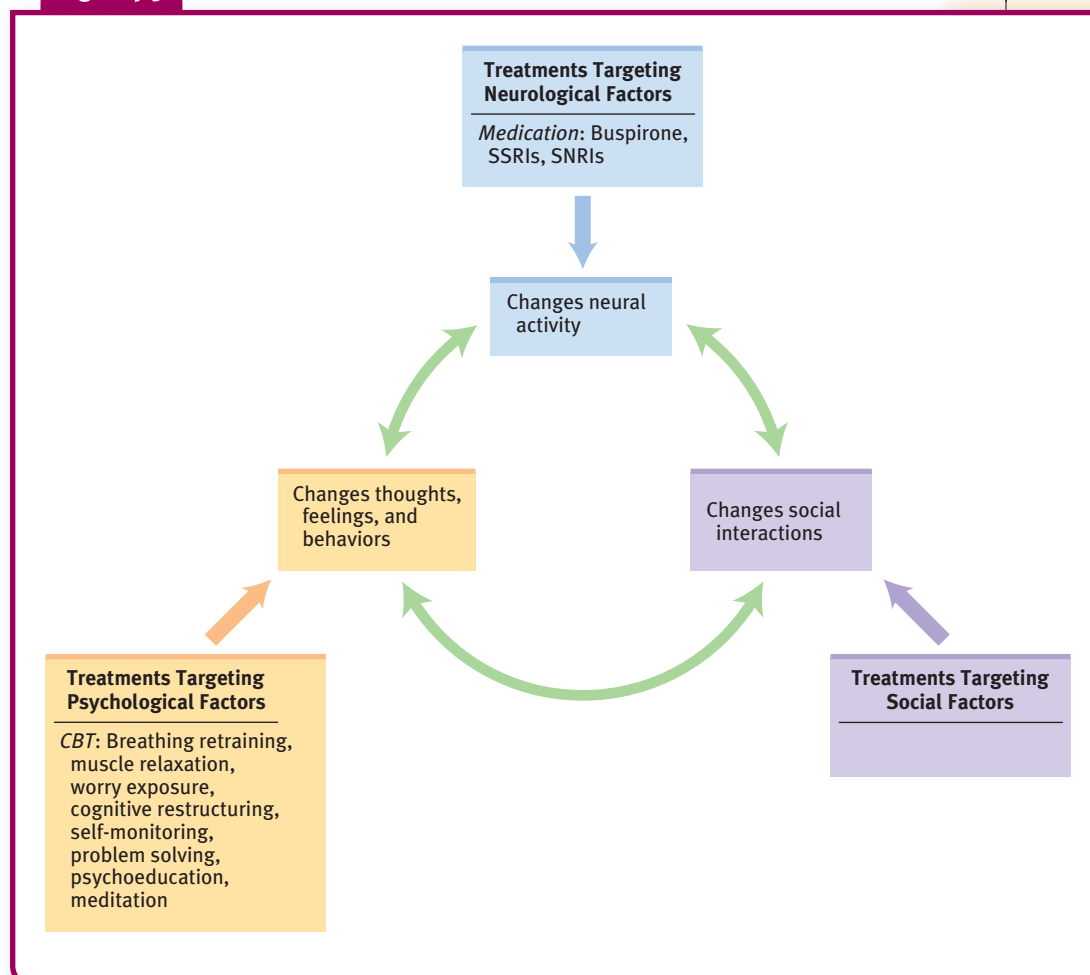 Treatments Targeting
Neurological Factors
Medication: Buspirone,
SSRIs, SNRIs
Changes neural
activity
Changes thoughts,
feelings, and
behaviors
Changes social
interactions
Treatments Targeting
Psychological Factors
CBT: Breathing retraining,
muscle relaxation,
worry exposure,
cognitive restructuring,
self-monitoring,
problem solving,
psychoeducation,
meditation
Treatments Targeting
Social Factors